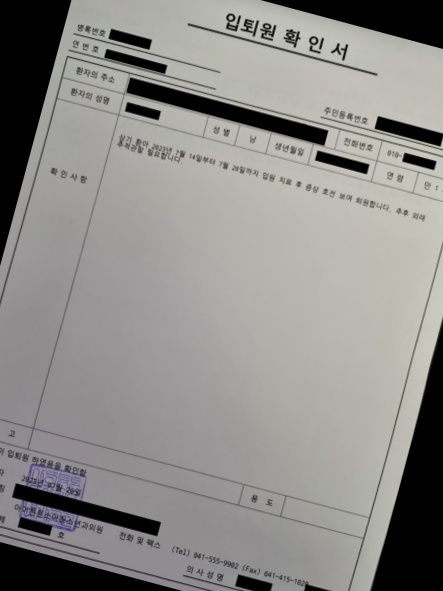 입퇴원 확 인 서
병록번호
연 번 호
주민등록번호
환자의 주소
전화번호 010-
환자의 성명 성 별 남 생년월일 연 령 만 1
확 인 사 항
상기 환아 2023년 7월 14일부터 7월 20일까지 입원 치료 후 증상 호전 보여 퇴원합니다. 추후 외래
추적관찰 필요합니다.
고
용 도
입퇴원 하였음을 확인함
2023년 07월 20일
전화 및 팩스 (Tel) 041-555-9902 (Fax) 041-415-
호
의 사 성 명